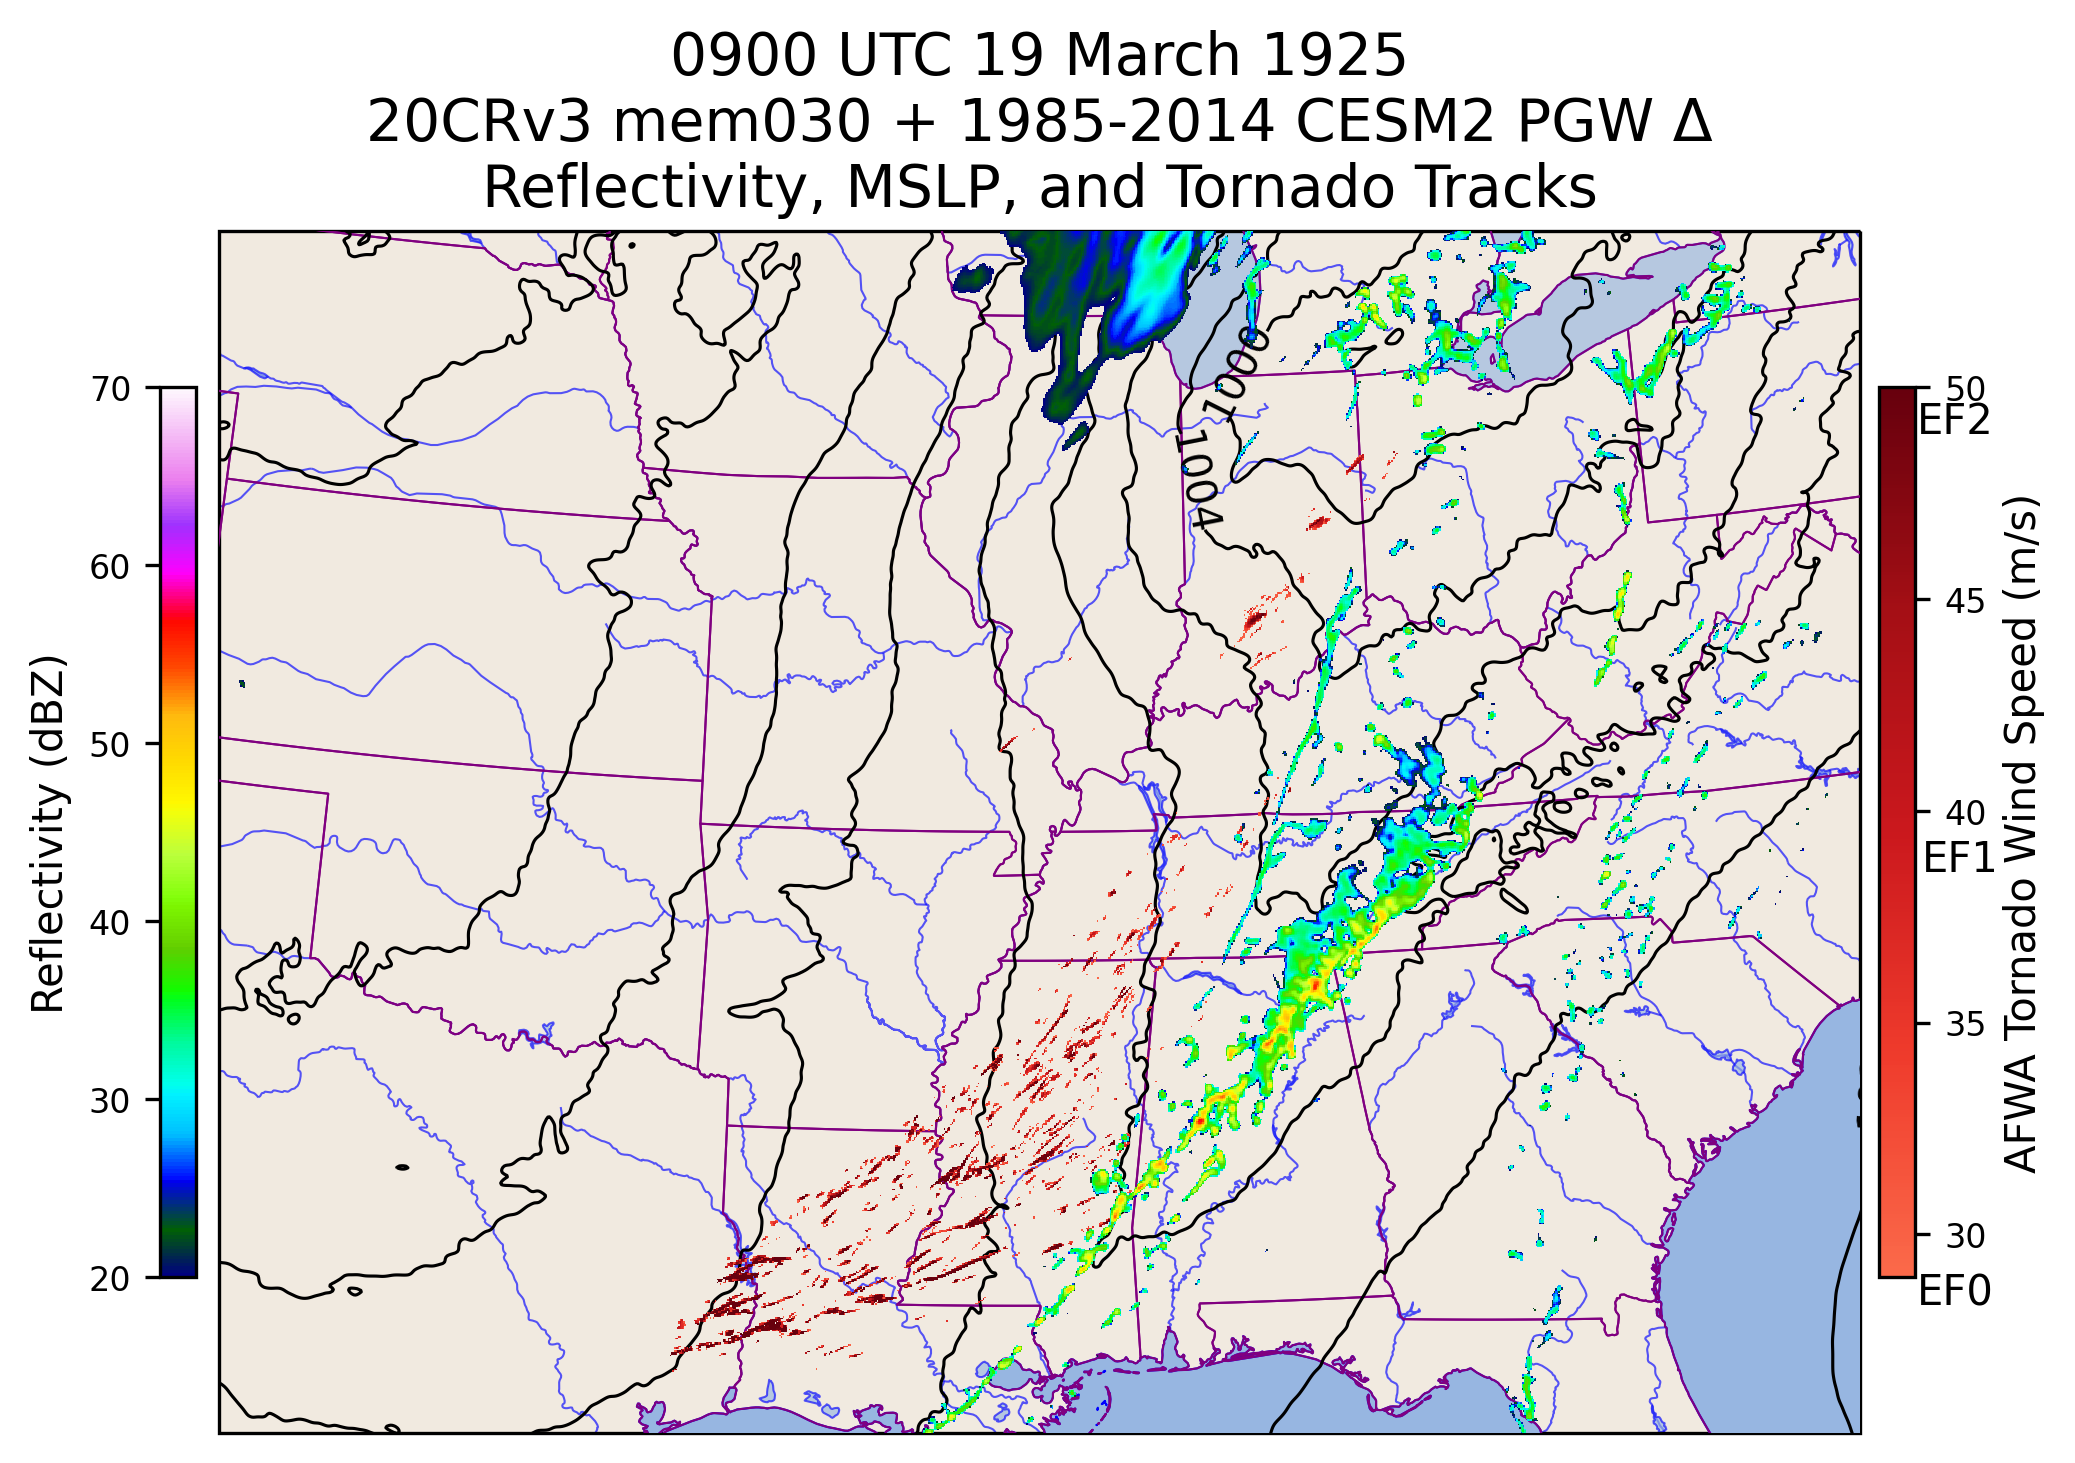 0900 UTC 19 March 1925
20CRv3 mem030 + 1985-2014 CESM2 PGW Δ
Reflectivity, MSLP, and Tornado Tracks
Reflectivity (dBZ)
70
60
50
40
30
20
1000
1004
50
EF2
45
40
EF1
35
30
EF0
AFWA Tornado Wind Speed (m/s)